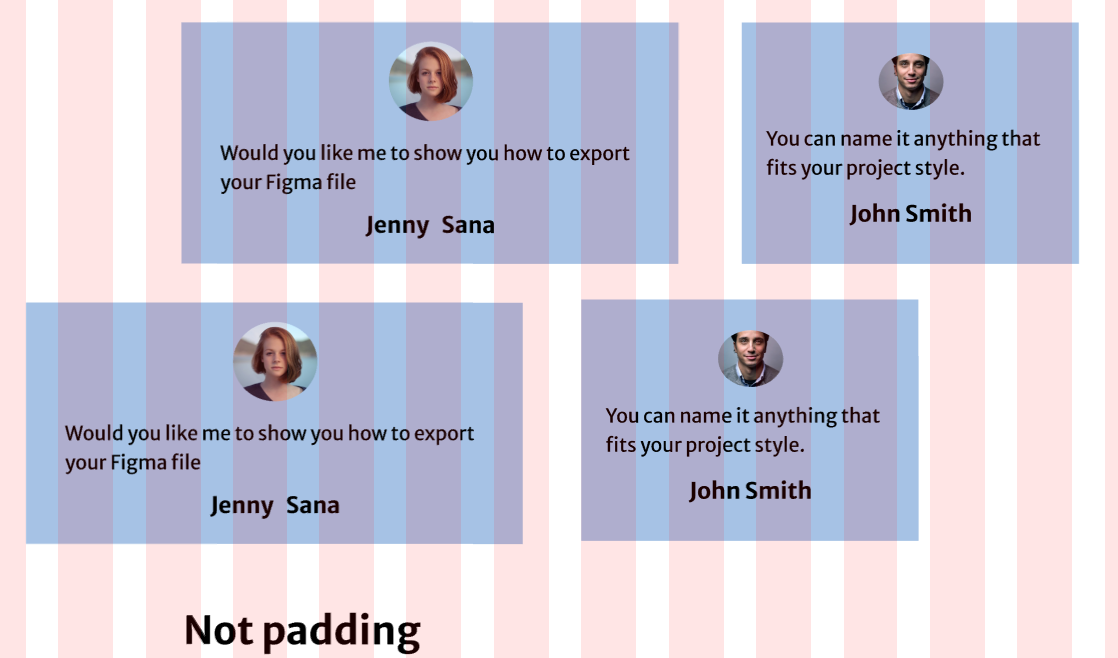 Would you like me to show you how to export
your Figma file
Jenny Sana
You can name it anything that
fits your project style.
John Smith
Would you like me to show you how to export
your Figma file
Jenny Sana
You can name it anything that
fits your project style.
John Smith
Not padding